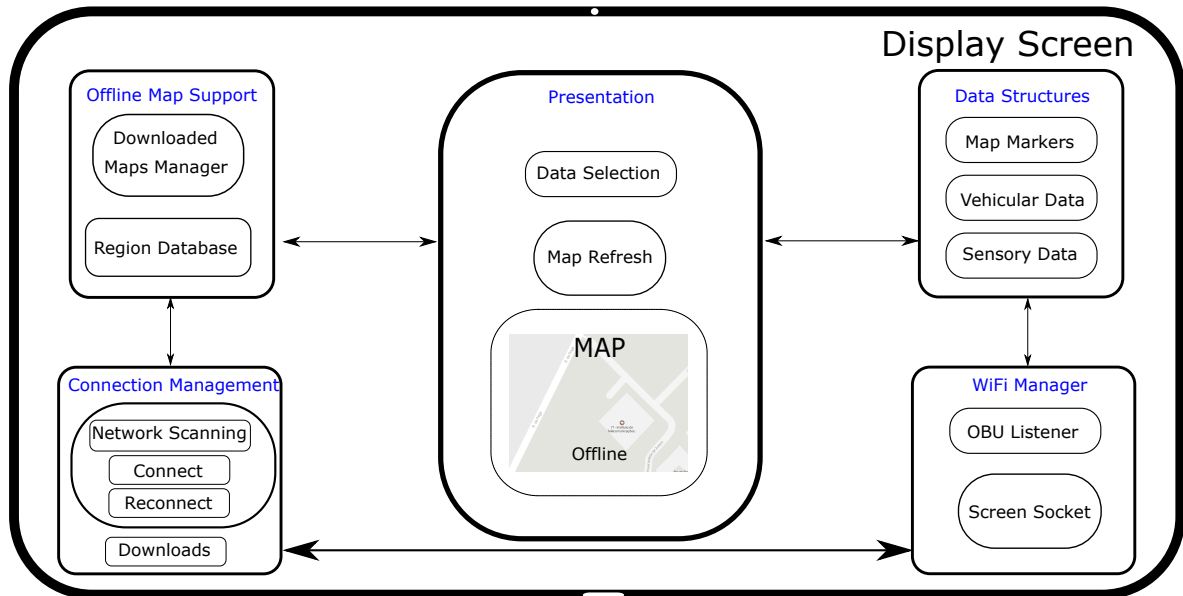 Display Screen
Offline Map Support
Downloaded
Maps Manager
Region Database
Presentation
Data Selection
Map Refresh
MAP
Offline
Data Structures
Map Markers
Vehicular Data
Sensory Data
Connection Management
Network Scanning
Connect
Reconnect
Downloads
WiFi Manager
OBU Listener
Screen Socket